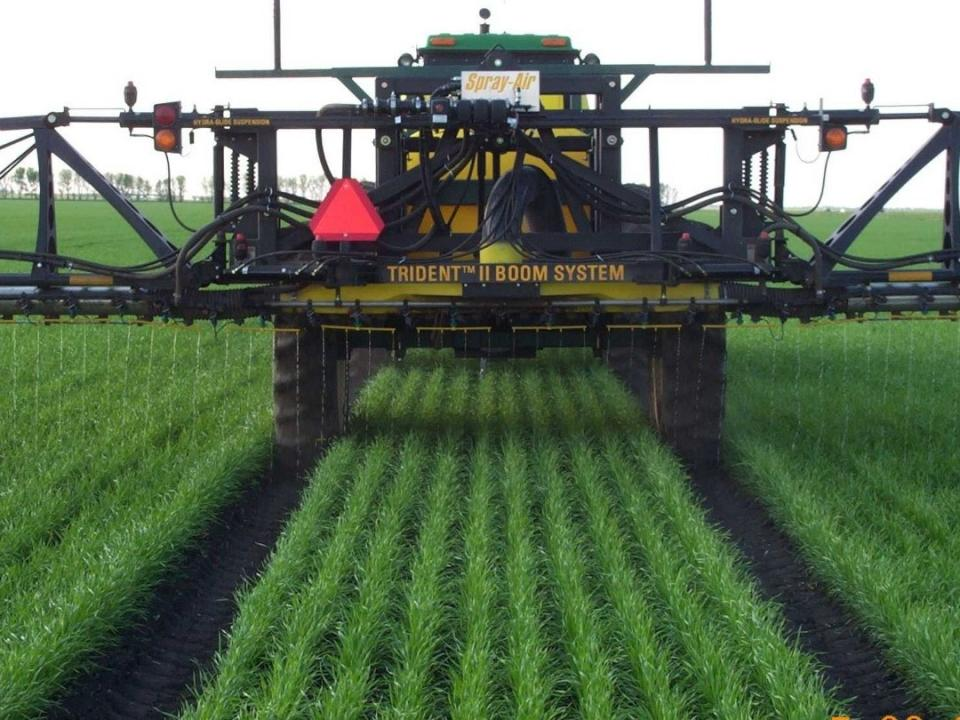 Spray-Air
HYDRA-GLIDE SUSPENSION
HYDRA-GLIDE SUSPENSION
TRIDENT™ II BOOM SYSTEM